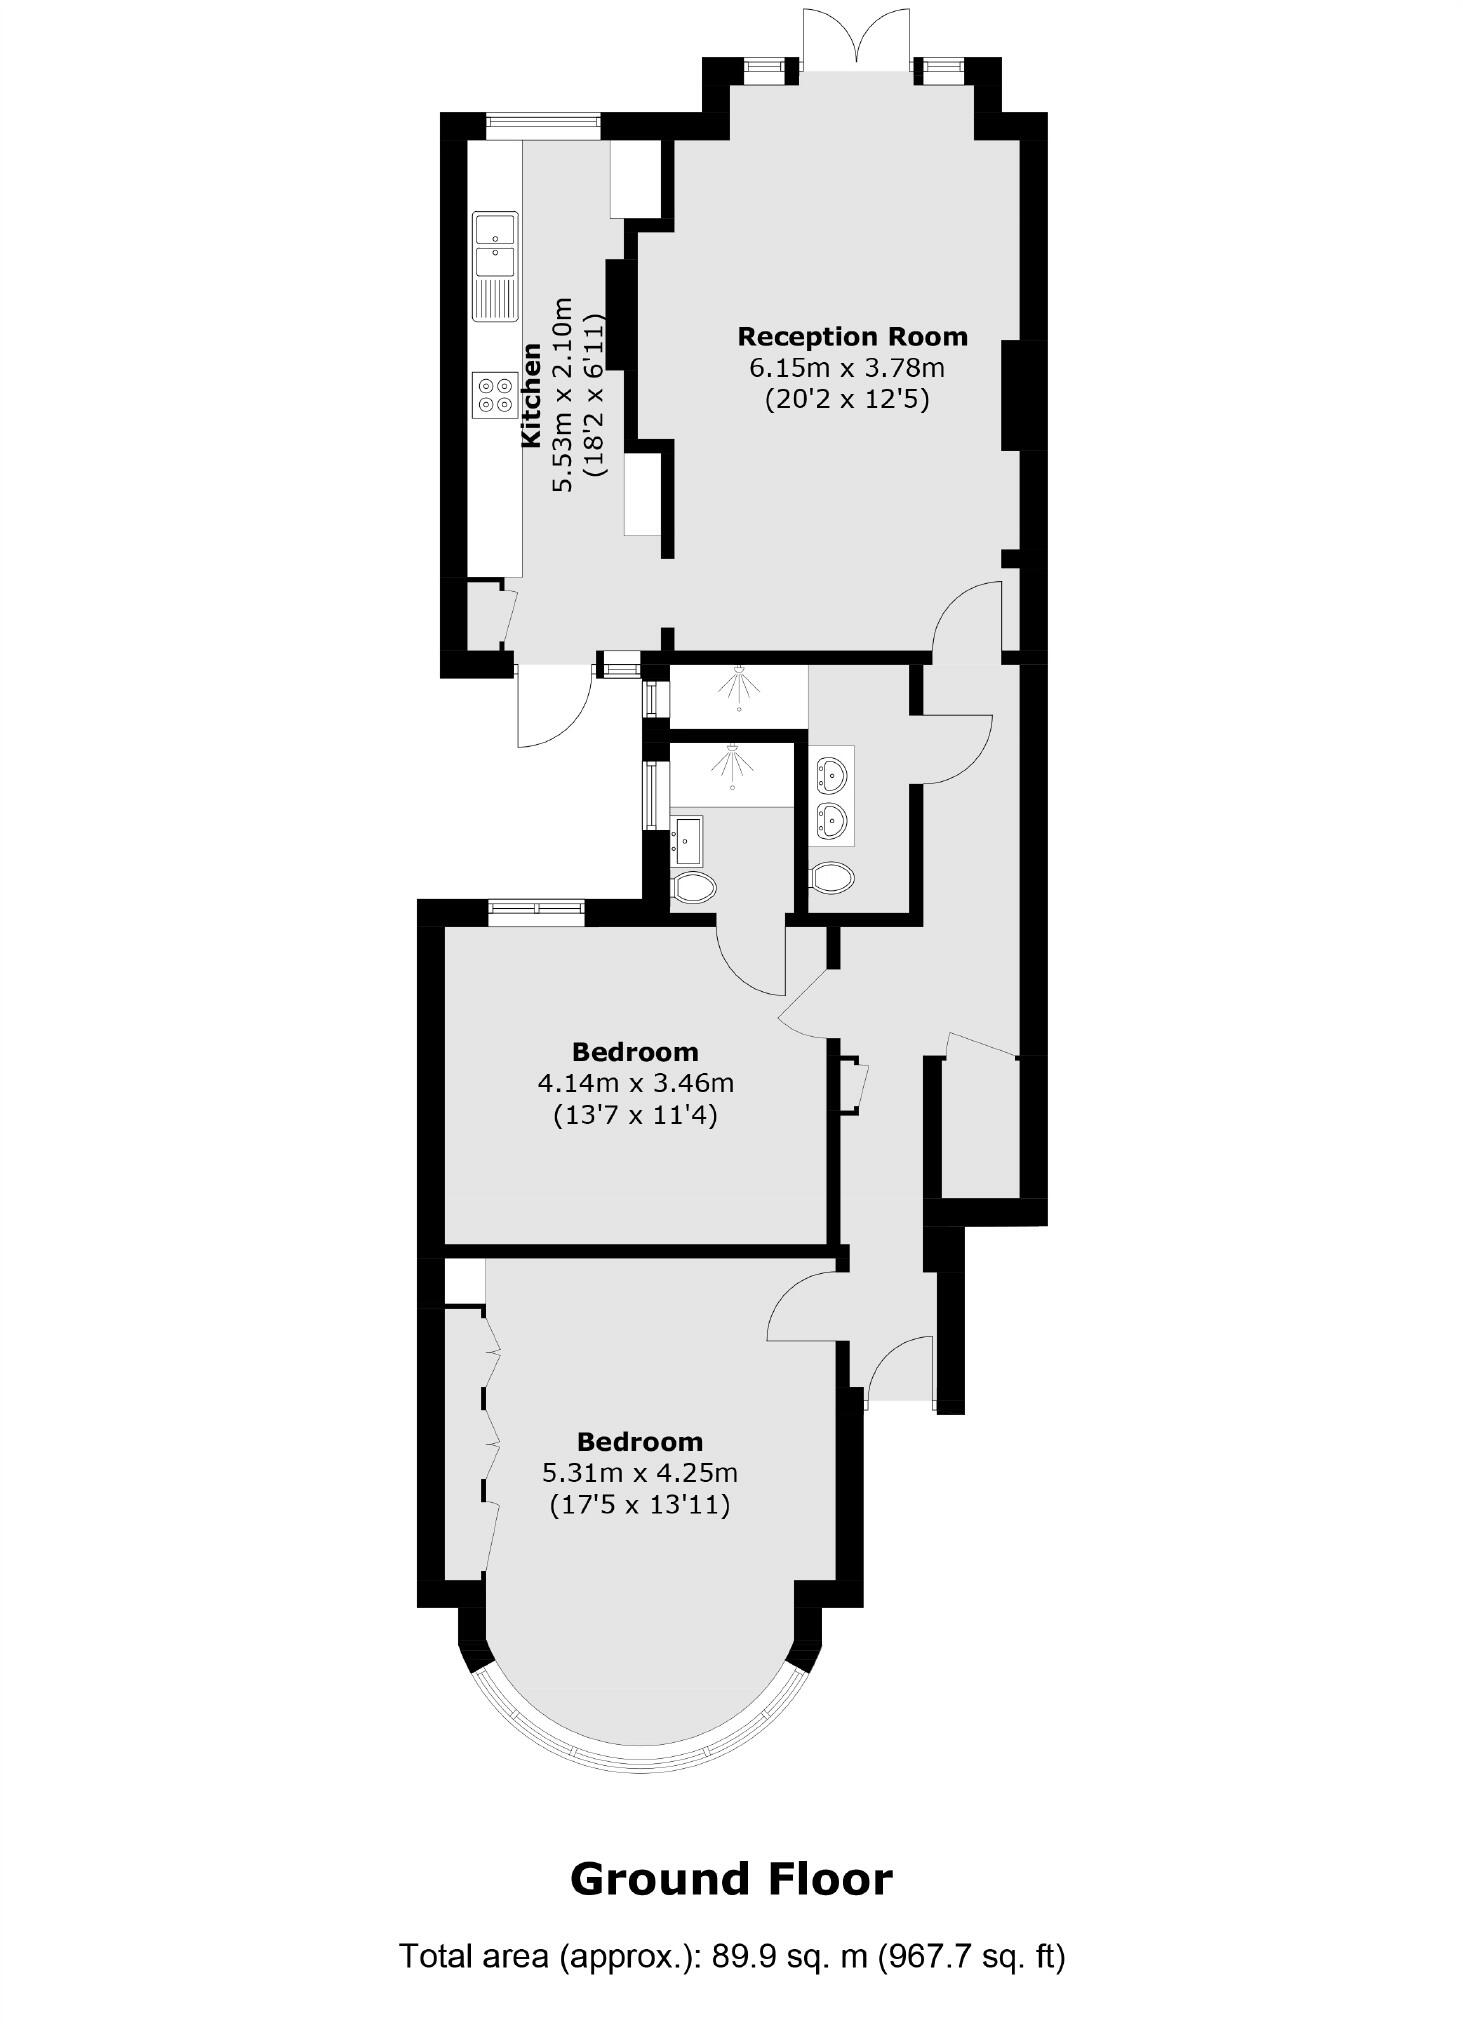 Reception Room
6.15m x 3.78m
(20'2 x 12'5)
Kitchen
5.53m x 2.10m
(18'2 x 6'11)
Bedroom
4.14m x 3.46m
(13'7 x 11'4)
Bedroom
5.31m x 4.25m
(17'5 x 13'11)
Ground Floor
Total area (approx.): 89.9 sq. m (967.7 sq. ft)